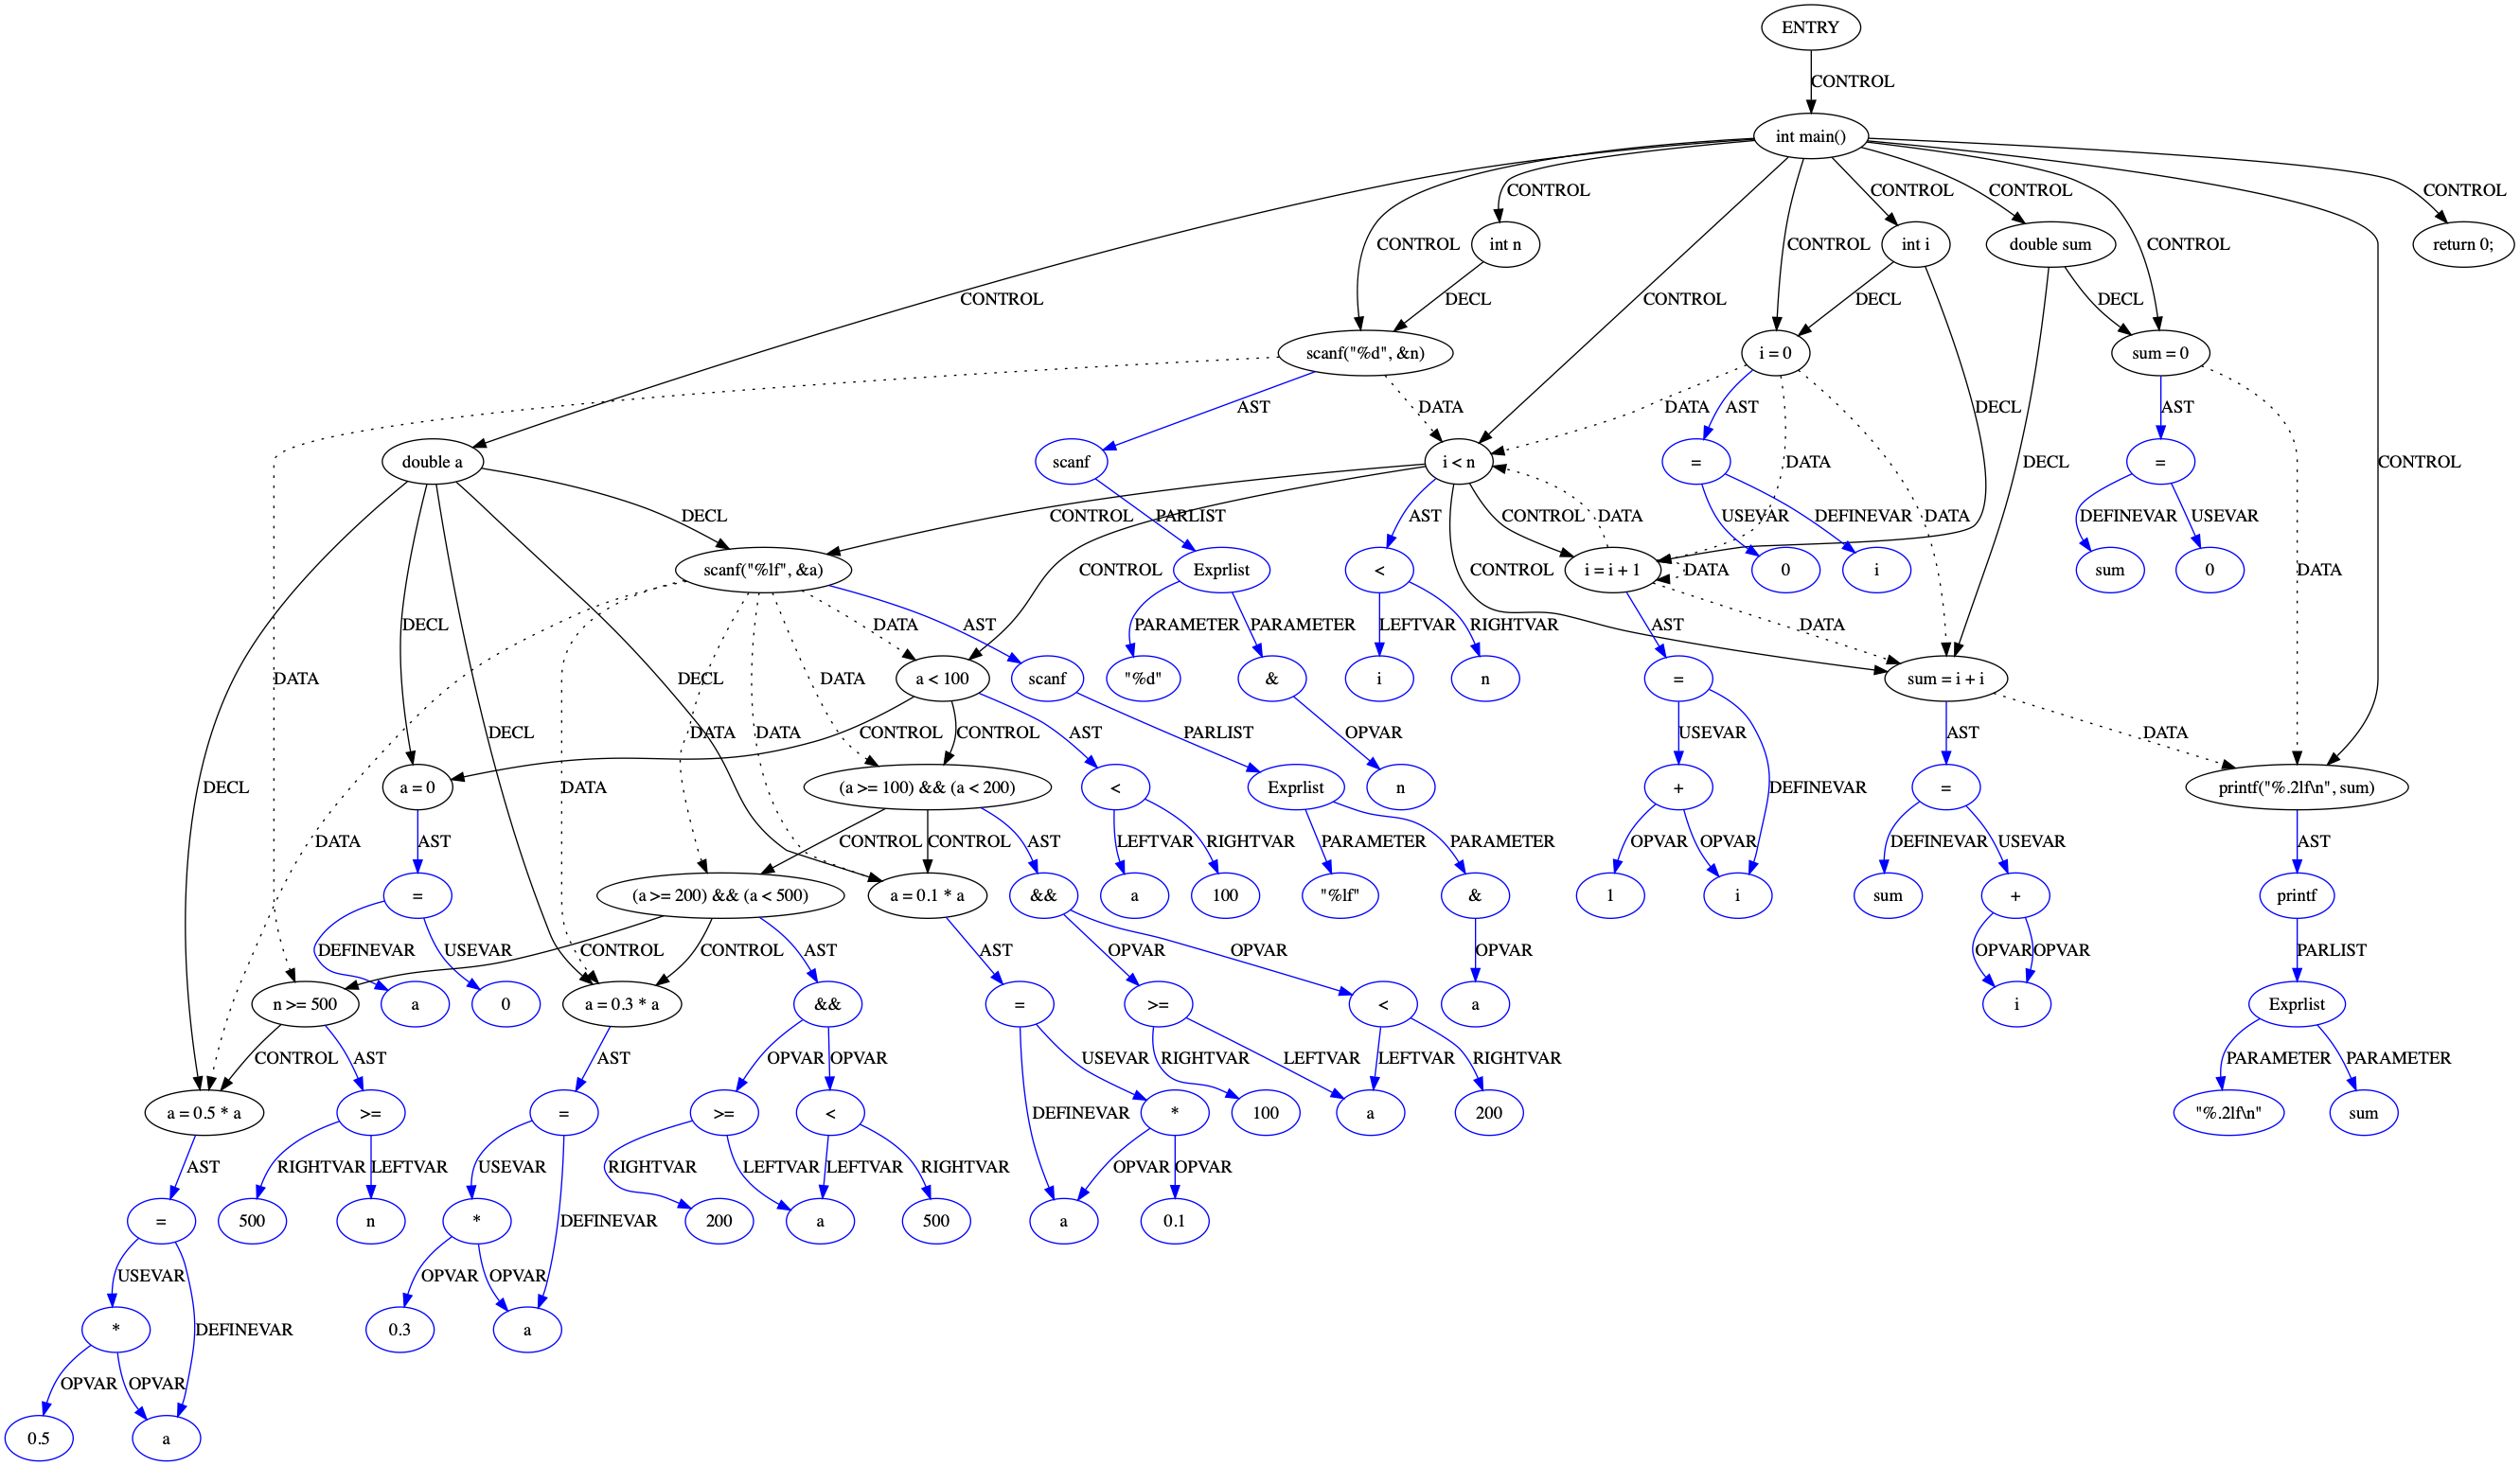 ENTRY
CONTROL
int main()
CONTROL CONTROL CONTROL CONTROL
CONTROL CONTROL CONTROL
int n int i double sum return 0;
CONTROL CONTROL DECL CONTROL DECL DECL
scanf("%d", &n) i = 0 sum = 0
AST DATA DATA AST DECL AST
double a scanf i < n = DATA DECL = CONTROL
DECL CONTROL PARLIST AST CONTROL DATA USEVAR DEFINEVAR DATA DEFINEVAR USEVAR
scanf("%lf", &a) Exprlist < i = i + 1 DATA 0 i sum 0 DATA
DECL DATA AST CONTROL PARAMETER PARAMETER LEFTVAR RIGHTVAR CONTROL AST DATA
DATA DECL a < 100 scanf "%d" & i n = sum = i + i
DECL DATA DATA DATA CONTROL CONTROL AST PARLIST OPVAR USEVAR AST DATA
DECL a = 0 DATA (a >= 100) && (a < 200) < Exprlist n + DEFINEVAR = printf("%.2lf\n", sum)
DATA AST CONTROL CONTROL AST LEFTVAR RIGHTVAR PARAMETER PARAMETER OPVAR OPVAR DEFINEVAR USEVAR AST
= (a >= 200) && (a < 500) a = 0.1 * a && a 100 "%lf" & 1 i sum + printf
DEFINEVAR USEVAR CONTROL CONTROL AST AST OPVAR OPVAR OPVAR OPVAR OPVAR PARLIST
n >= 500 a 0 a = 0.3 * a && = >= < a i Exprlist
CONTROL AST AST OPVAR OPVAR USEVAR RIGHTVAR LEFTVAR LEFTVAR RIGHTVAR PARAMETER PARAMETER
a = 0.5 * a >= = >= < DEFINEVAR * 100 a 200 "%.2lf\n" sum
AST RIGHTVAR LEFTVAR USEVAR RIGHTVAR LEFTVAR LEFTVAR RIGHTVAR OPVAR OPVAR
= 500 n * DEFINEVAR 200 a 500 a 0.1
USEVAR OPVAR OPVAR
* DEFINEVAR 0.3 a
OPVAR OPVAR
0.5 a